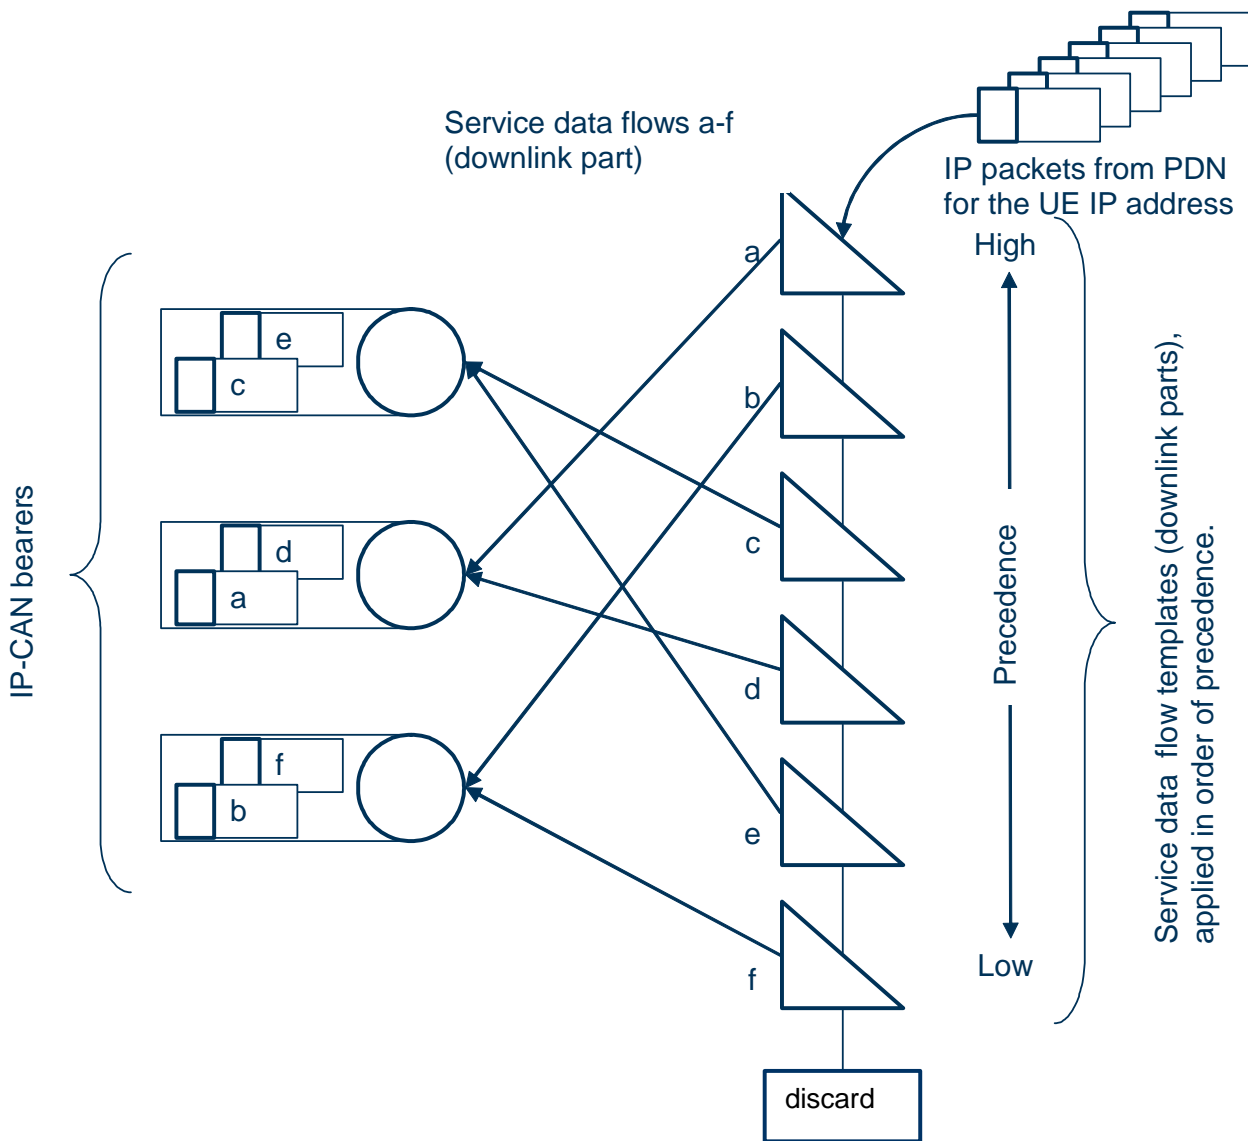 Service data flows a-f
(downlink part)
IP packets from PDN
for the UE IP address
High
a
e
c
b
IP-CAN bearers
d
a
c
Precedence
Service data flow templates (downlink parts),
applied in order of precedence.
d
f
b
e
Low
f
discard